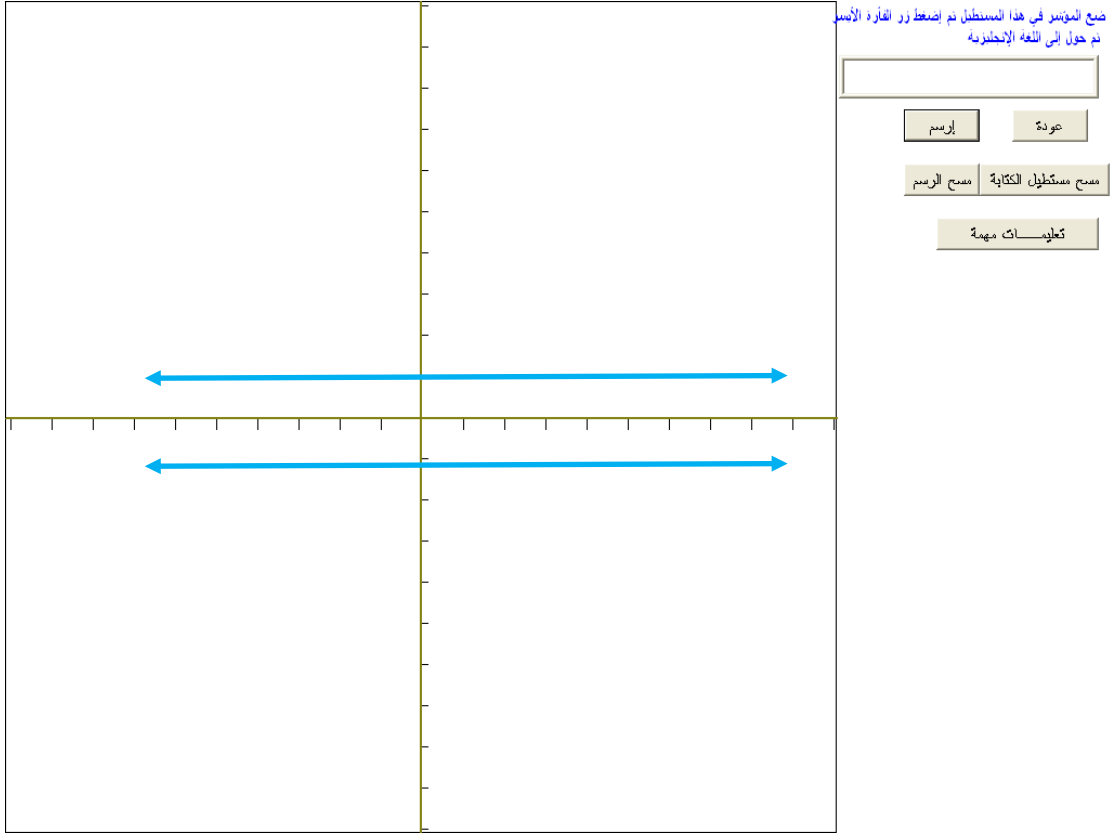 ضع المؤشر في هذا المستطيل ثم إضغط زر الفأرة الأيسر
ثم حول إلى اللغة الإنجليزية
إرسم
عودة
مسح الرسم
مسح مستطيل الكتابة
تعليمـــــات مهمة